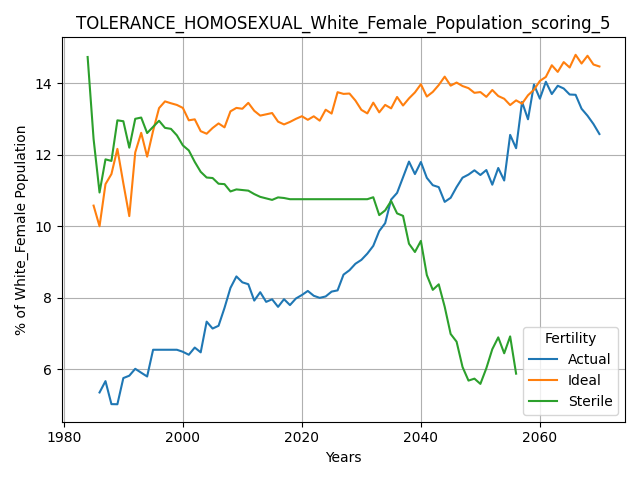 TOLERANCE_HOMOSEXUAL_White_Female_Population_scoring_5
% of White_Female Population
14
12
10
8
6
1980
2000
2020
2040
2060
Years
Fertility
Actual
Ideal
Sterile